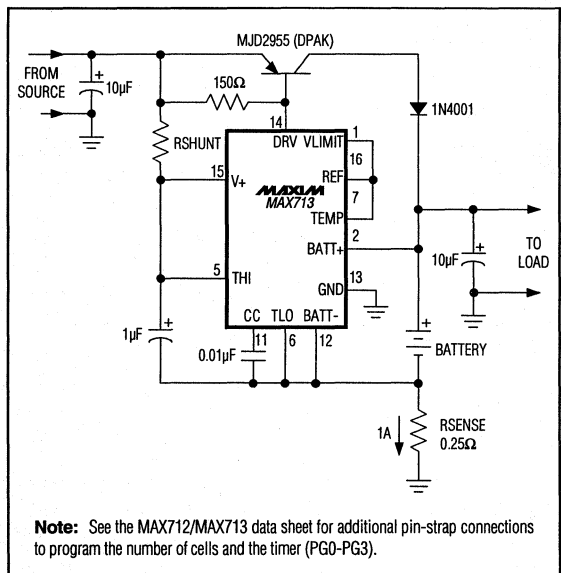 MJD2955 (DPAK)
FROM
SOURCE
+
10µF
150Ω
1N4001
RSHUNT
14
DRV VLIMIT
1
16
REF
15
V+
MAXIM
MAX713
7
TEMP
2
BATT+
+
10µF
TO
LOAD
5
THI
13
GND
+
1µF
CC TLO BATT-
11
6
12
0.01µF
+
BATTERY
1A
RSENSE
0.25Ω
Note: See the MAX712/MAX713 data sheet for additional pin-strap connections
to program the number of cells and the timer (PG0-PG3).